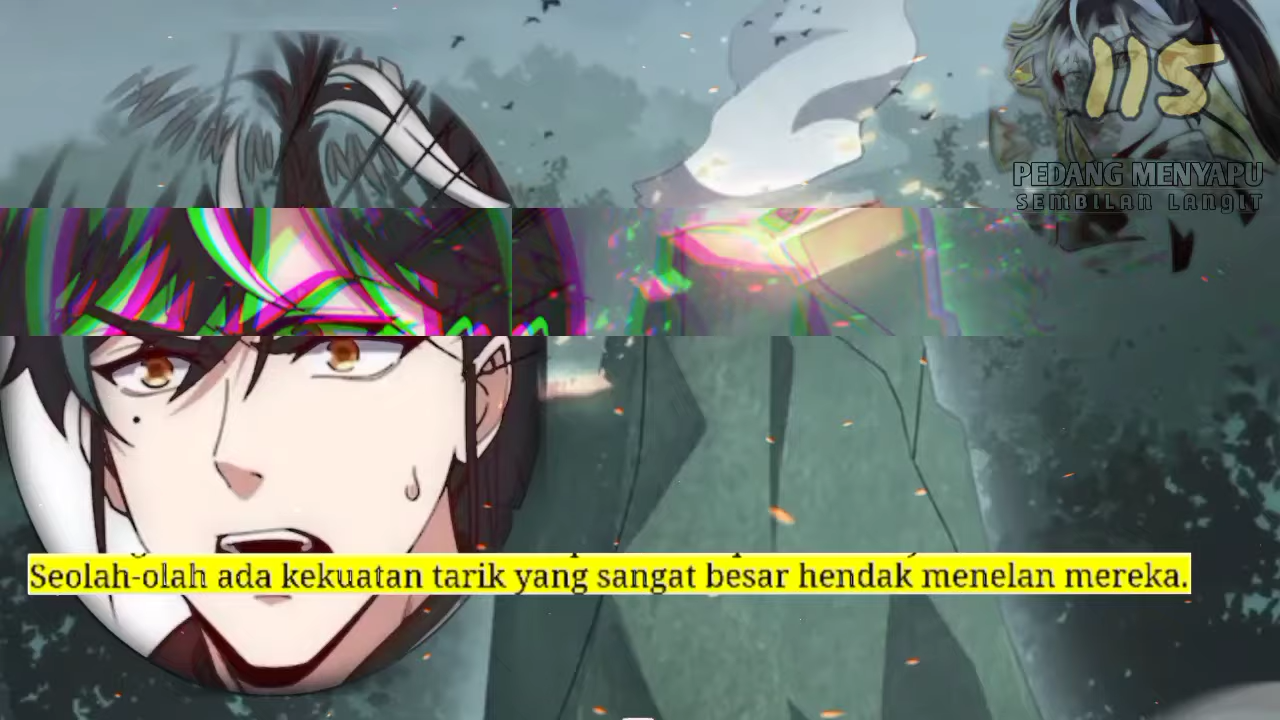 115
PEDANG MENYAPU
SEMBILAN LANGIT
Seolah-olah ada kekuatan tarik yang sangat besar hendak menelan mereka.